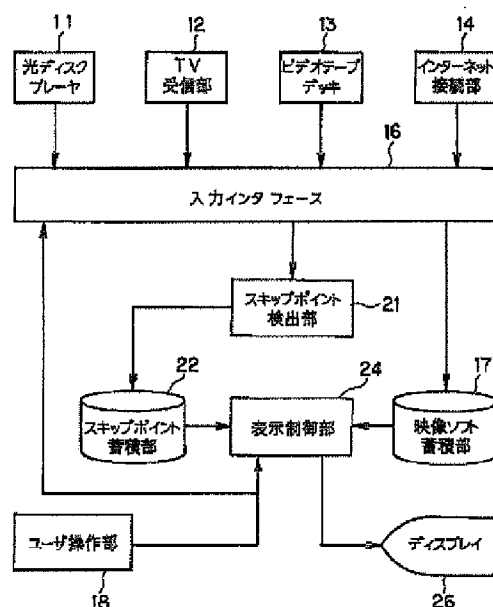 11
12
13
14
光ディスク
プレーヤ
TV
受信部
ビデオテープ
デッキ
インターネット
接続部
16
入力インタフェース
スキップポイント
検出部
21
22
24
17
スキップポイント
蓄積部
表示制御部
映像ソフト
蓄積部
ユーザ操作部
ディスプレイ
18
26